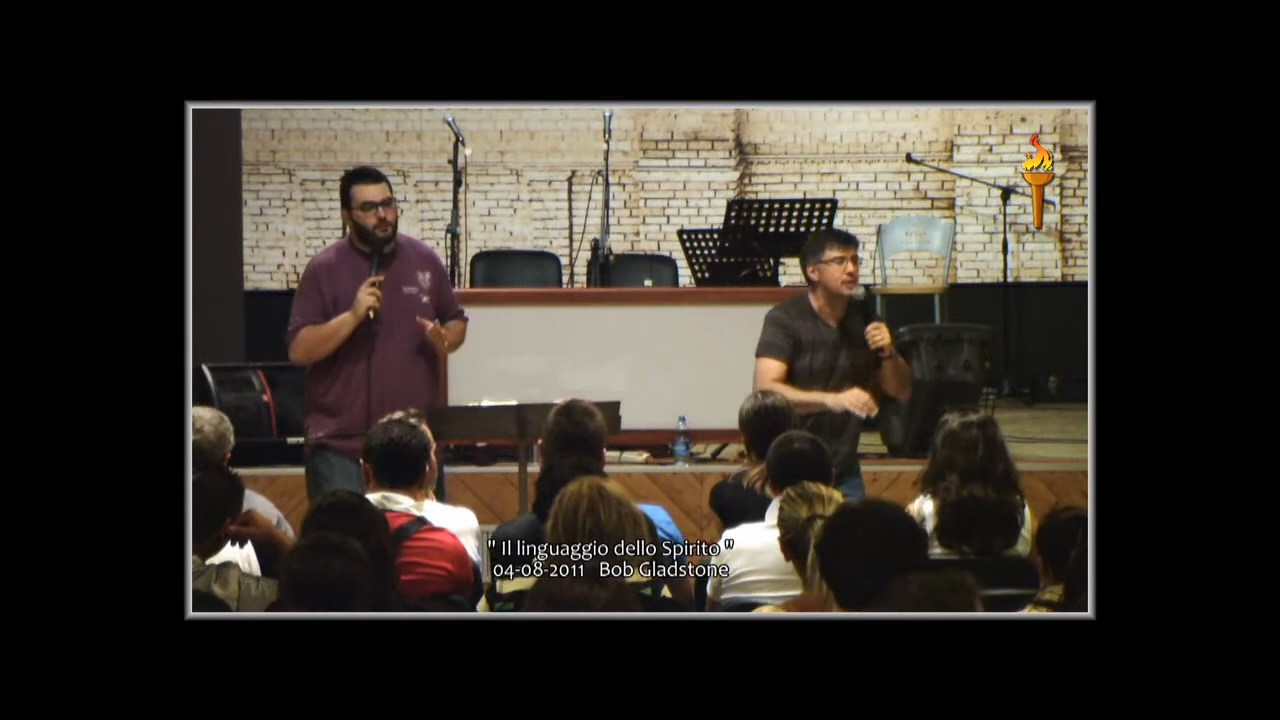 " Il linguaggio dello Spirito "
04-08-2011 Bob Gladstone